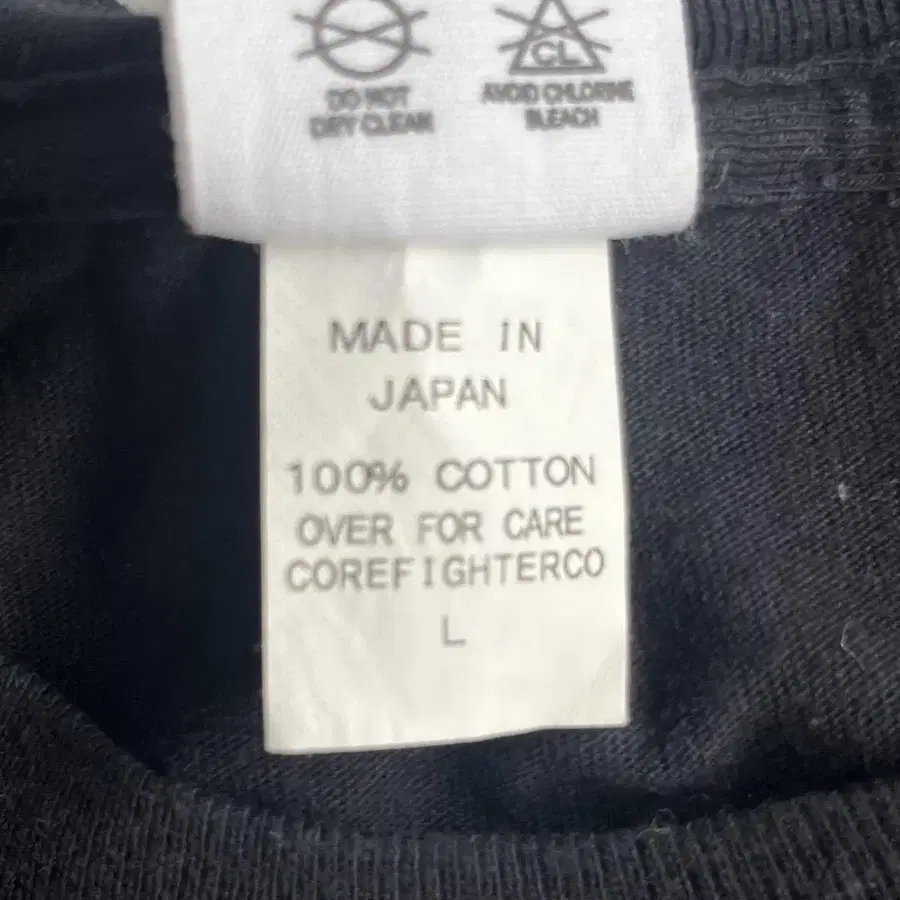 DO NOT
DRY CLEAN
CL
AVOID CHLORINE
BLEACH
MADE IN
JAPAN
100% COTTON
OVER FOR CARE
COREFIGHTERCO
L